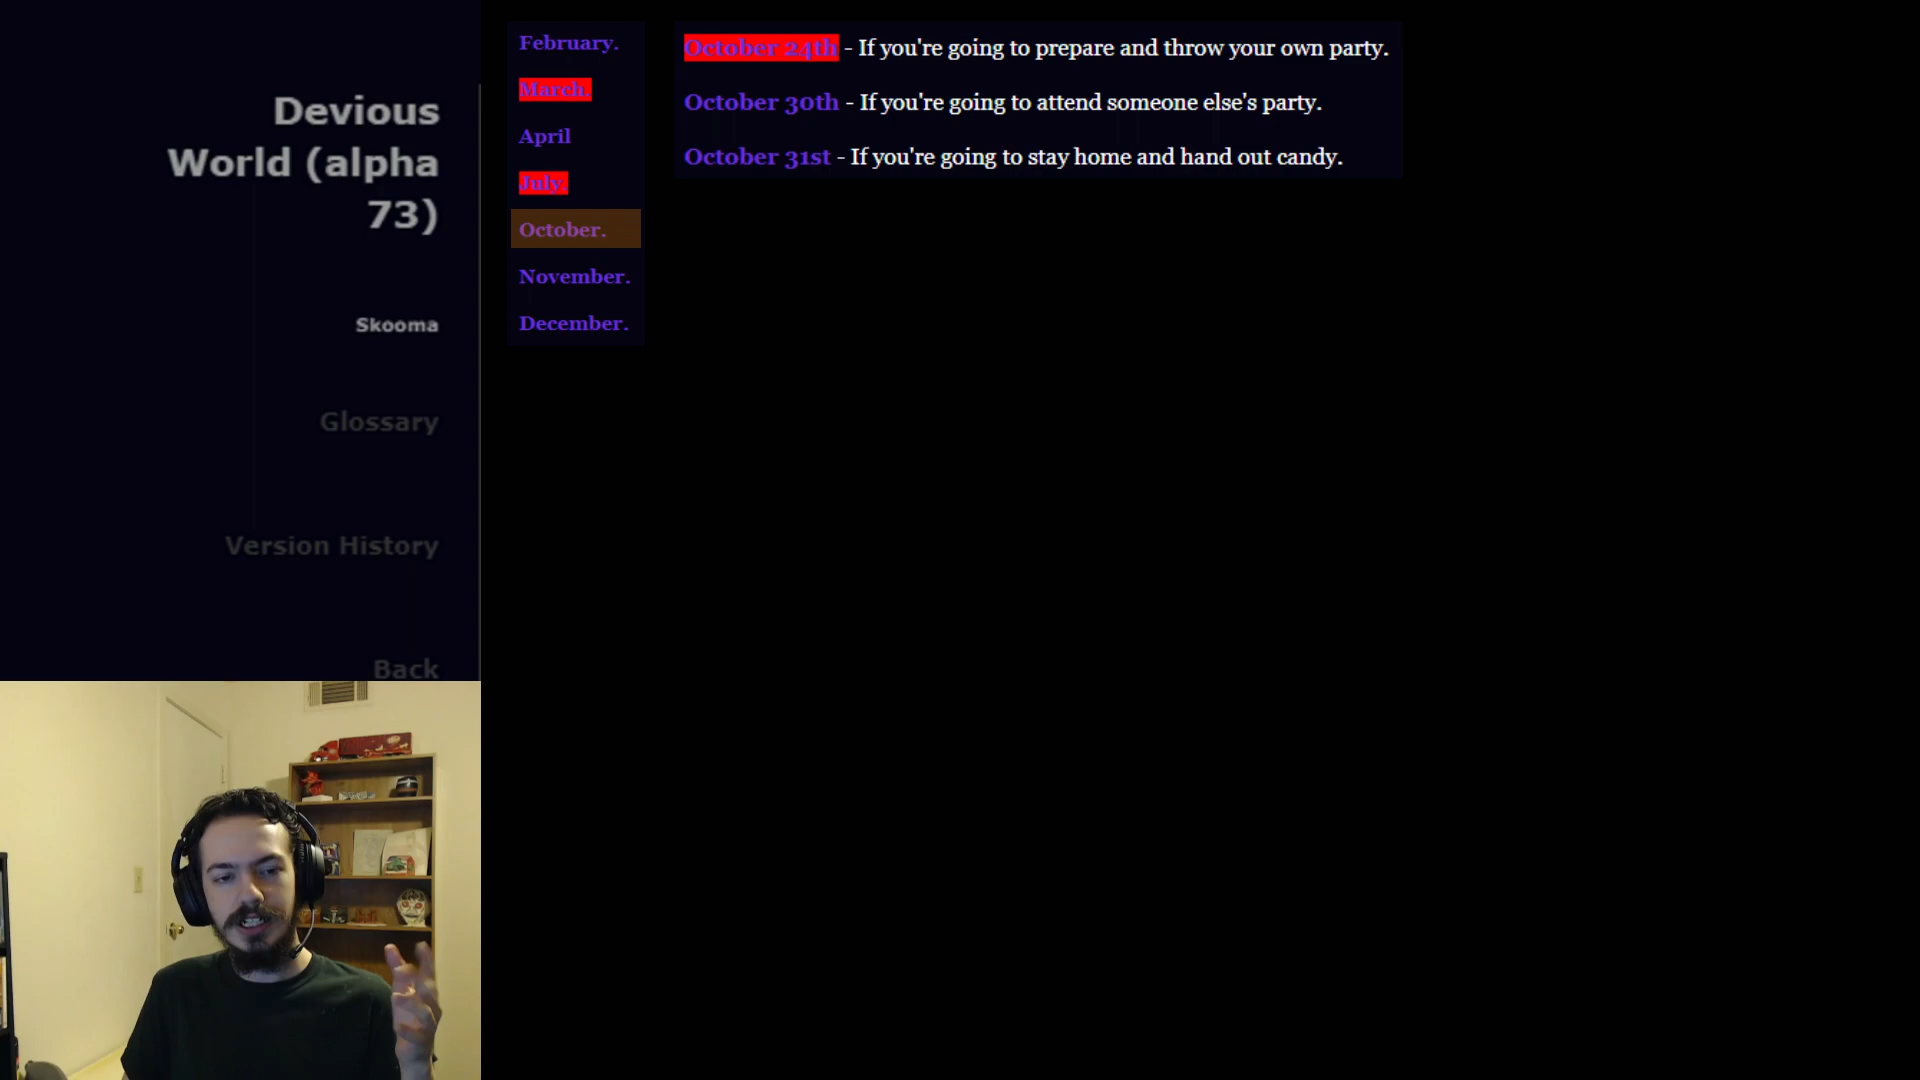 Devious
World (alpha
73)
Skooma
Glossary
Version History
Back
February.
March.
April
July.
October.
November.
December.
October 24th - If you're going to prepare and throw your own party.
October 30th - If you're going to attend someone else's party.
October 31st - If you're going to stay home and hand out candy.